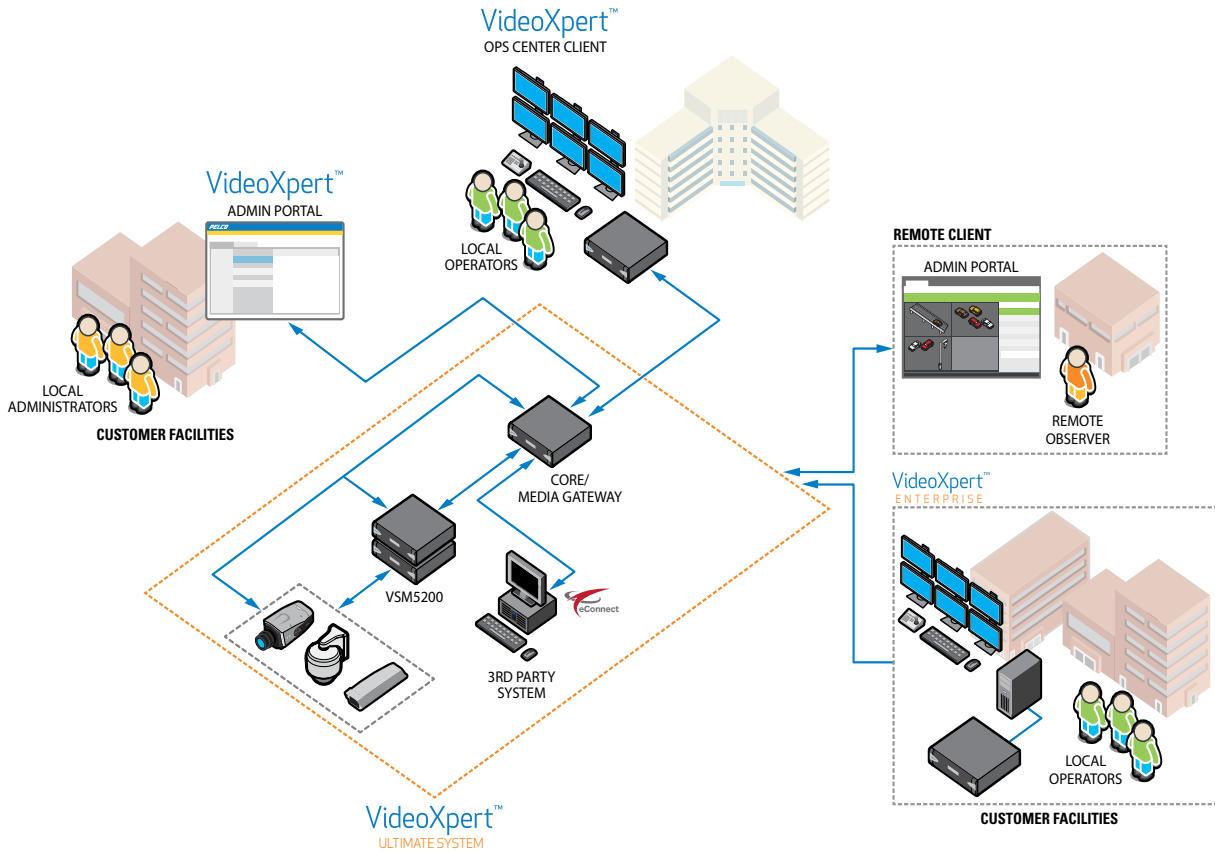 VideoXpert™
OPS CENTER CLIENT
LOCAL
OPERATORS
VideoXpert™
ADMIN PORTAL
PELCO
LOCAL
ADMINISTRATORS
CUSTOMER FACILITIES
REMOTE CLIENT
ADMIN PORTAL
REMOTE
OBSERVER
CORE/
MEDIA GATEWAY
VSM5200
eConnect
3RD PARTY
SYSTEM
VideoXpert™
ENTERPRISE
LOCAL
OPERATORS
CUSTOMER FACILITIES
VideoXpert™
ULTIMATE SYSTEM